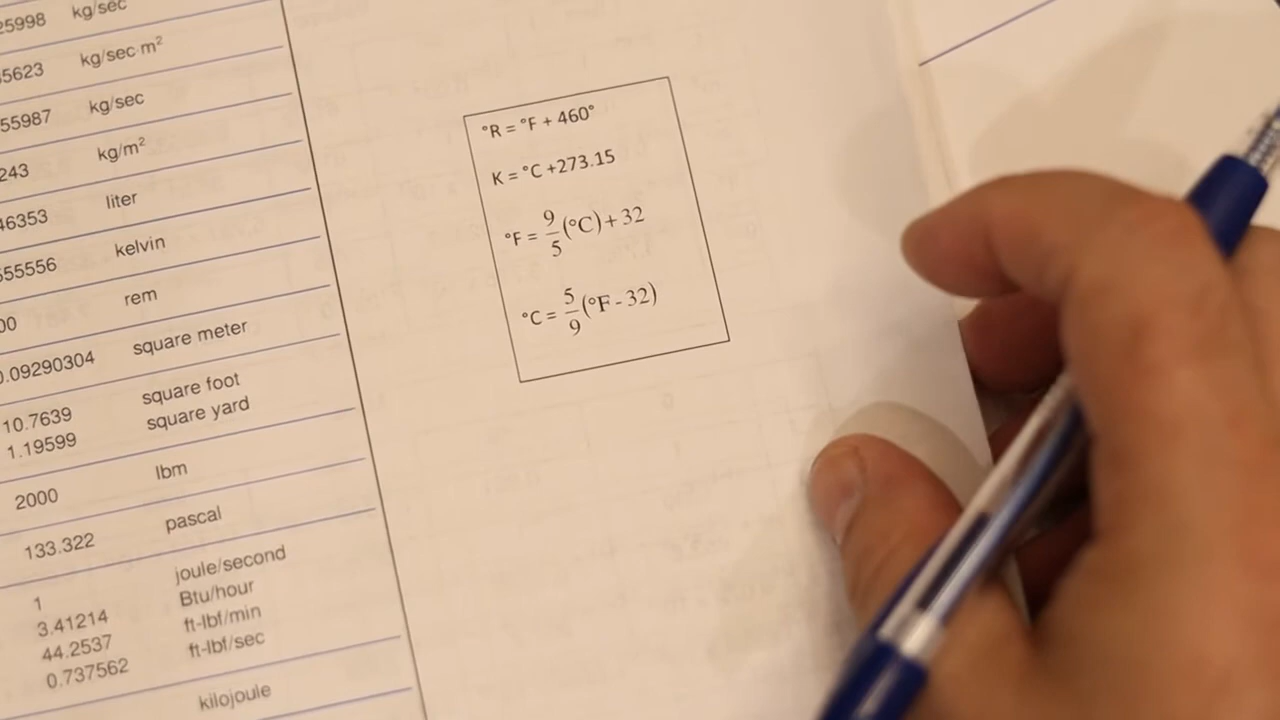 25998 kg/sec
5623 kg/sec·m²
55987 kg/sec
243 kg/m²
46353 liter
555556 kelvin
00 rem
0.09290304 square meter
10.7639 square foot
1.19599 square yard
2000 lbm
133.322 pascal
1 joule/second
3.41214 Btu/hour
44.2537 ft-lbf/min
0.737562 ft-lbf/sec
kilojoule
°R = °F + 460°
K = °C +273.15
°F = 9/5 (°C) + 32
°C = 5/9 (°F - 32)